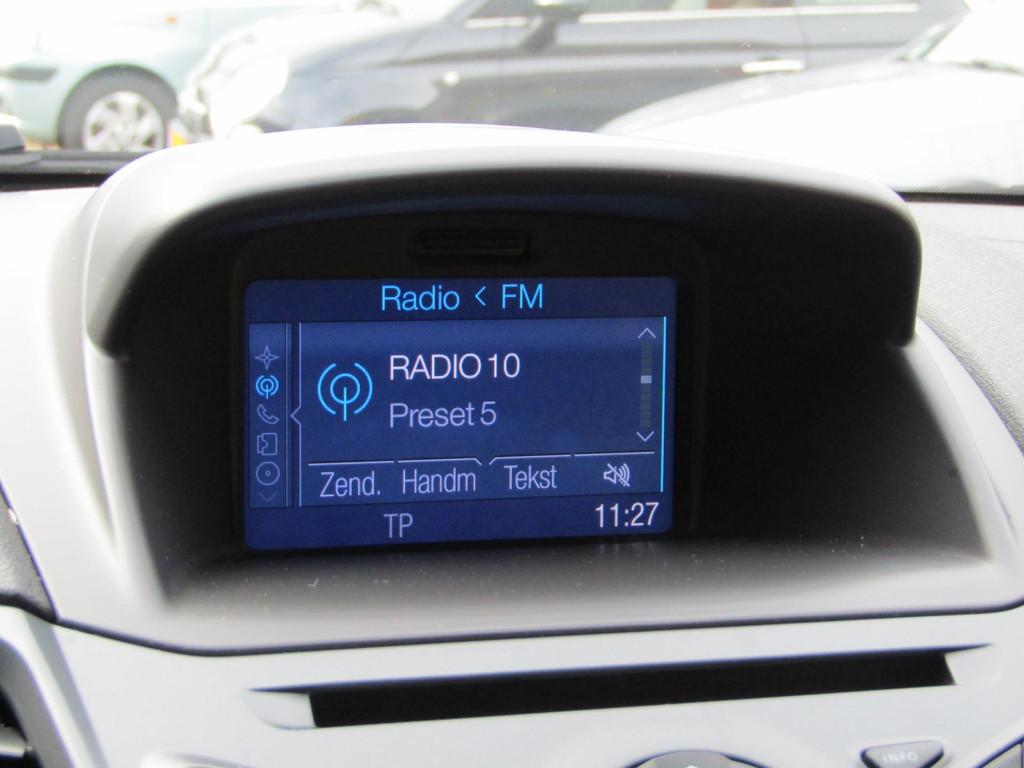 Radio < FM
RADIO 10
Preset 5
Zend. Handm Tekst
TP 11:27
INFO